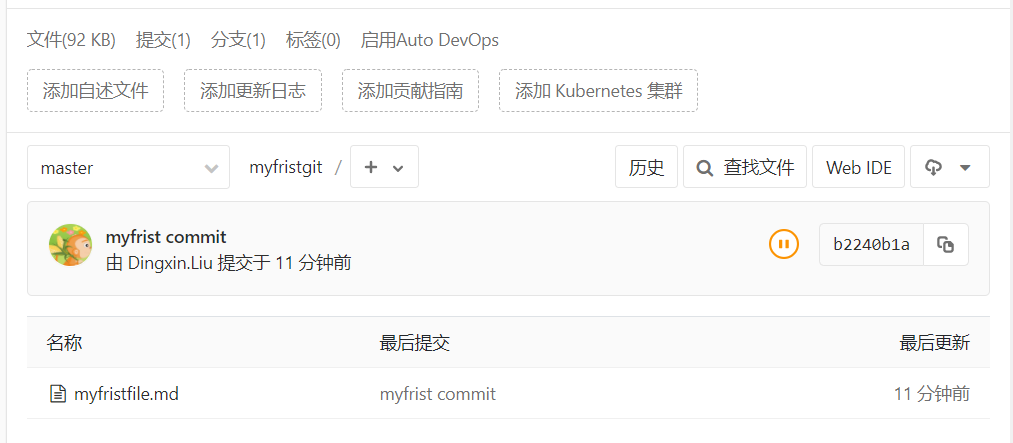 文件(92 KB) 提交(1) 分支(1) 标签(0) 启用Auto DevOps
添加自述文件 添加更新日志 添加贡献指南 添加 Kubernetes 集群
master myfristgit / + 历史 查找文件 Web IDE
myfrist commit
由 Dingxin.Liu 提交于 11 分钟前
b2240b1a
名称 最后提交 最后更新
myfristfile.md myfrist commit 11 分钟前